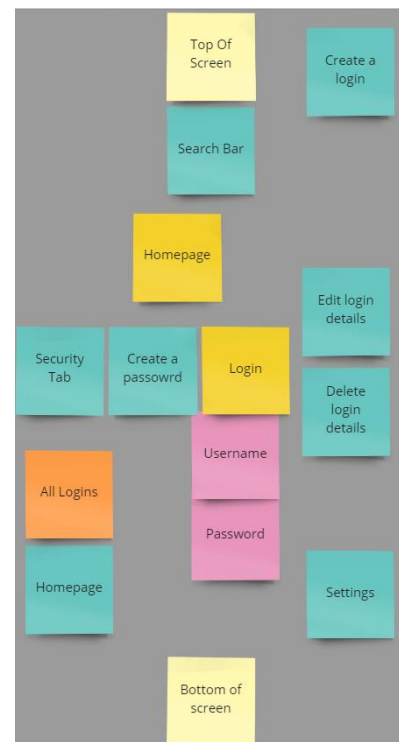 Top Of
Screen
Create a
login
Search Bar
Homepage
Edit login
details
Security
Tab
Create a
passowrd
Login
Delete
login
details
Username
All Logins
Password
Homepage
Settings
Bottom of
screen